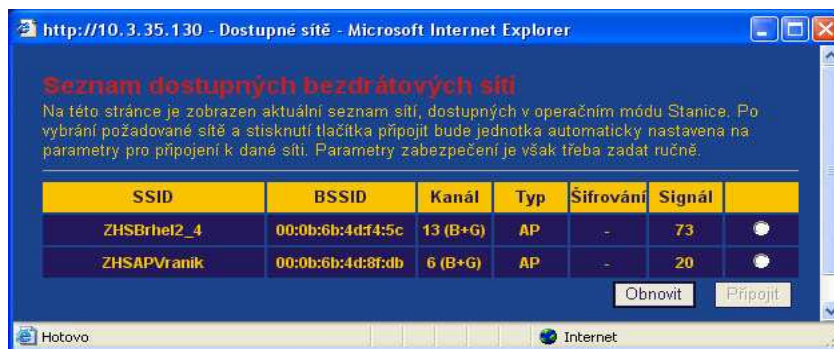 http://10.3.35.130 - Dostupné sítě - Microsoft Internet Explorer
Seznam dostupných bezdrátových sítí
Na této stránce je zobrazen aktuální seznam sítí, dostupných v operačním módu Stanice. Po
vybrání požadované sítě a stisknutí tlačítka připojit bude jednotka automaticky nastavena na
parametry pro připojení k dané síti. Parametry zabezpečení je však třeba zadat ručně.
SSID BSSID Kanál Typ Šifrování Signál
ZHSBrhel2_4 00:0b:6b:4d:f4:5c 13 (B+G) AP - 73
ZHSAPVranik 00:0b:6b:4d:8f:db 6 (B+G) AP - 20
Obnovit Připojit
Hotovo Internet